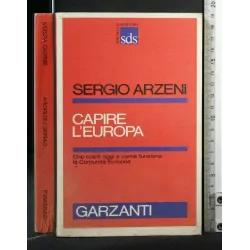 sds
SERGIO ARZENI
CAPIRE
L'EUROPA
Che cos'è oggi e come funziona
la Comunità Europea
GARZANTI